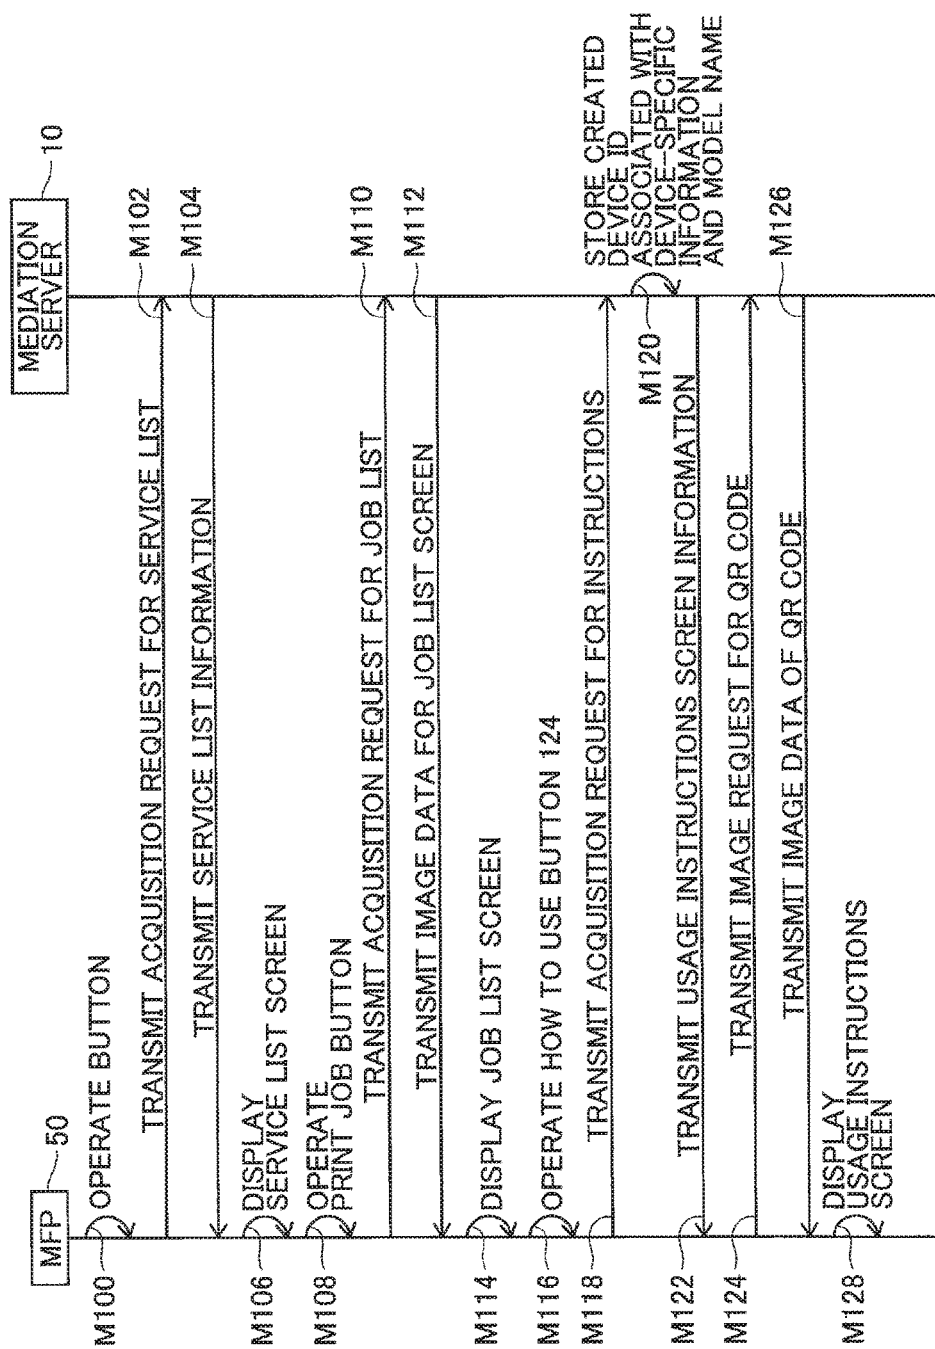 MFP
50
MEDIATION
SERVER
10
M100
OPERATE BUTTON
TRANSMIT ACQUISITION REQUEST FOR SERVICE LIST
M102
TRANSMIT SERVICE LIST INFORMATION
M104
M106
DISPLAY
SERVICE LIST SCREEN
M108
OPERATE
PRINT JOB BUTTON
TRANSMIT ACQUISITION REQUEST FOR JOB LIST
M110
TRANSMIT IMAGE DATA FOR JOB LIST SCREEN
M112
M114
DISPLAY JOB LIST SCREEN
M116
OPERATE HOW TO USE BUTTON 124
M118
TRANSMIT ACQUISITION REQUEST FOR INSTRUCTIONS
M120
STORE CREATED
DEVICE ID
ASSOCIATED WITH
DEVICE-SPECIFIC
INFORMATION
AND MODEL NAME
M122
TRANSMIT USAGE INSTRUCTIONS SCREEN INFORMATION
M124
TRANSMIT IMAGE REQUEST FOR QR CODE
TRANSMIT IMAGE DATA OF QR CODE
M126
M128
DISPLAY
USAGE INSTRUCTIONS
SCREEN